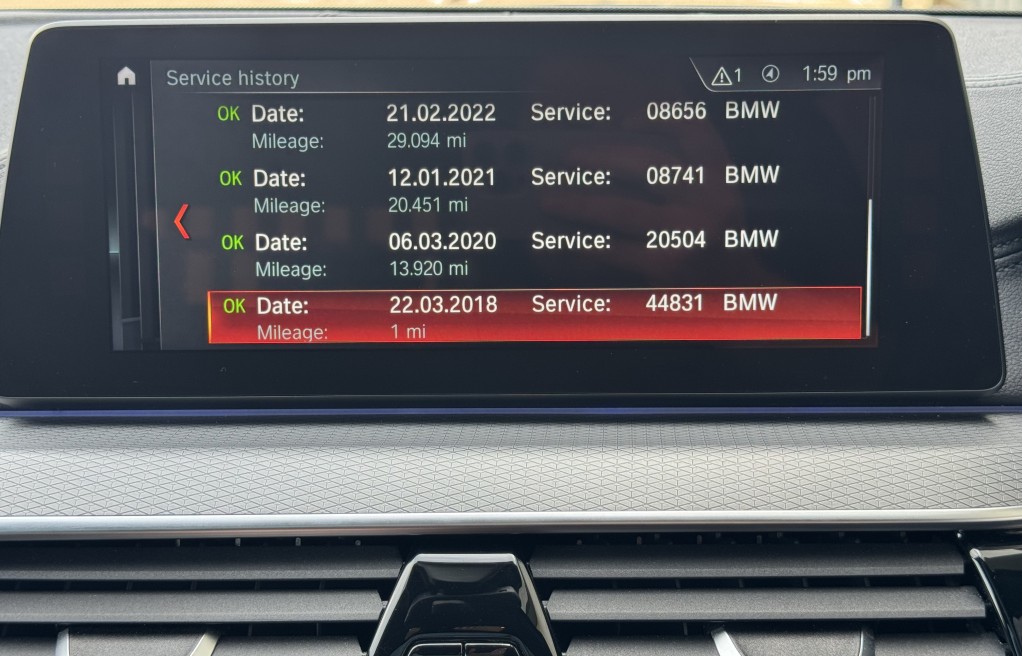 Service history 1 1:59 pm
OK Date: 21.02.2022 Service: 08656 BMW
Mileage: 29.094 mi
OK Date: 12.01.2021 Service: 08741 BMW
Mileage: 20.451 mi
OK Date: 06.03.2020 Service: 20504 BMW
Mileage: 13.920 mi
OK Date: 22.03.2018 Service: 44831 BMW
Mileage: 1 mi